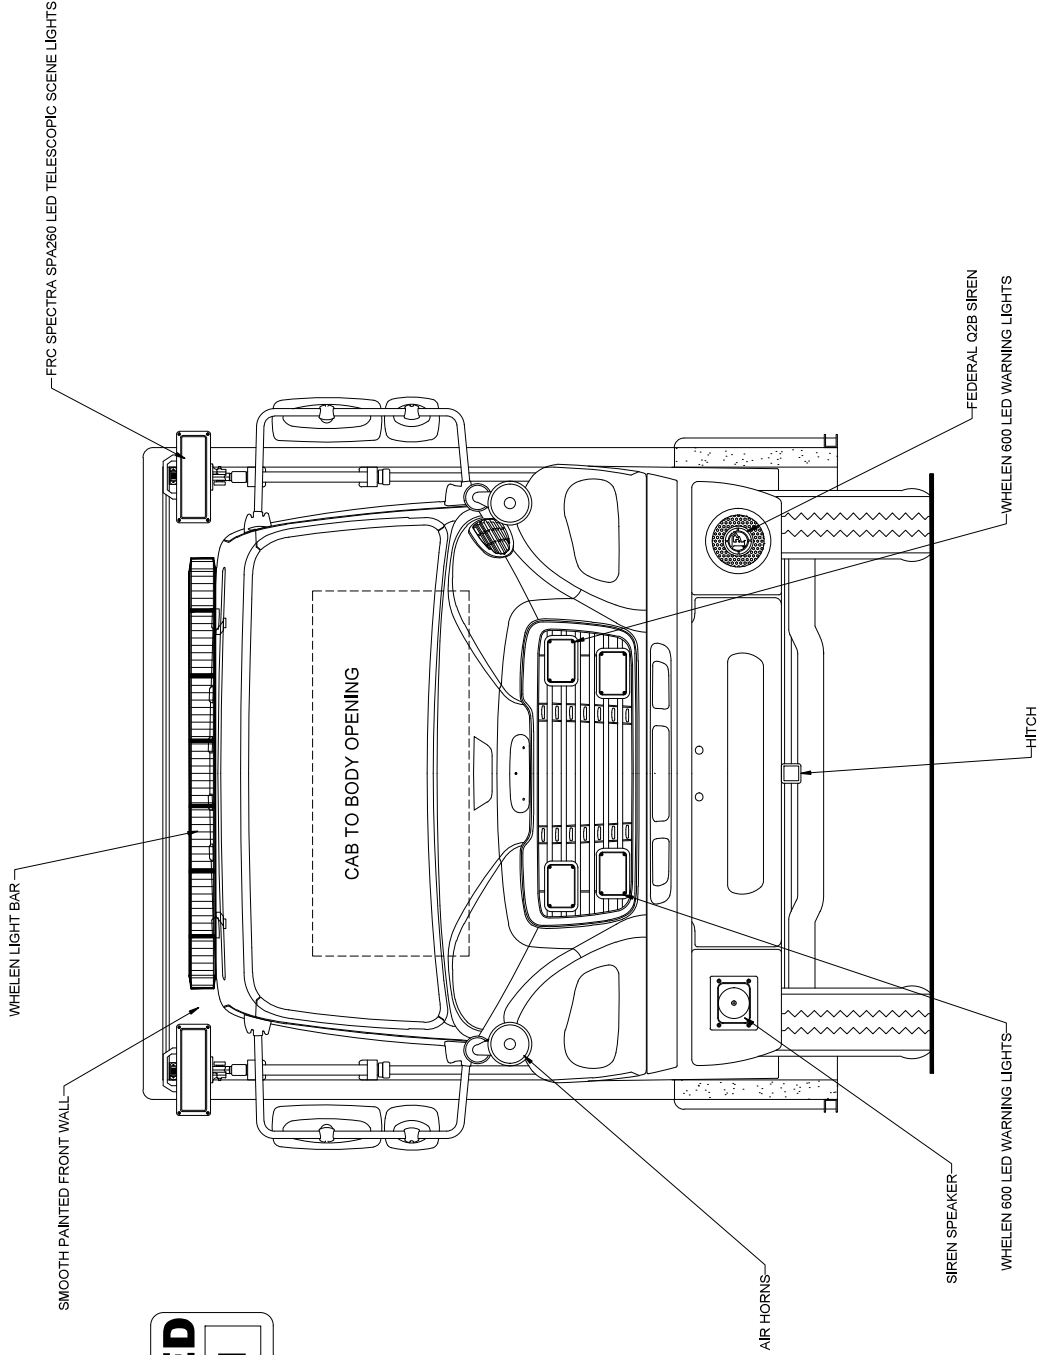 FRC SPECTRA SPA260 LED TELESCOPIC SCENE LIGHTS
WHELEN LIGHT BAR
SMOOTH PAINTED FRONT WALL
CAB TO BODY OPENING
FEDERAL Q2B SIREN
WHELEN 600 LED WARNING LIGHTS
HITCH
WHELEN 600 LED WARNING LIGHTS
SIREN SPEAKER
AIR HORNS
ED